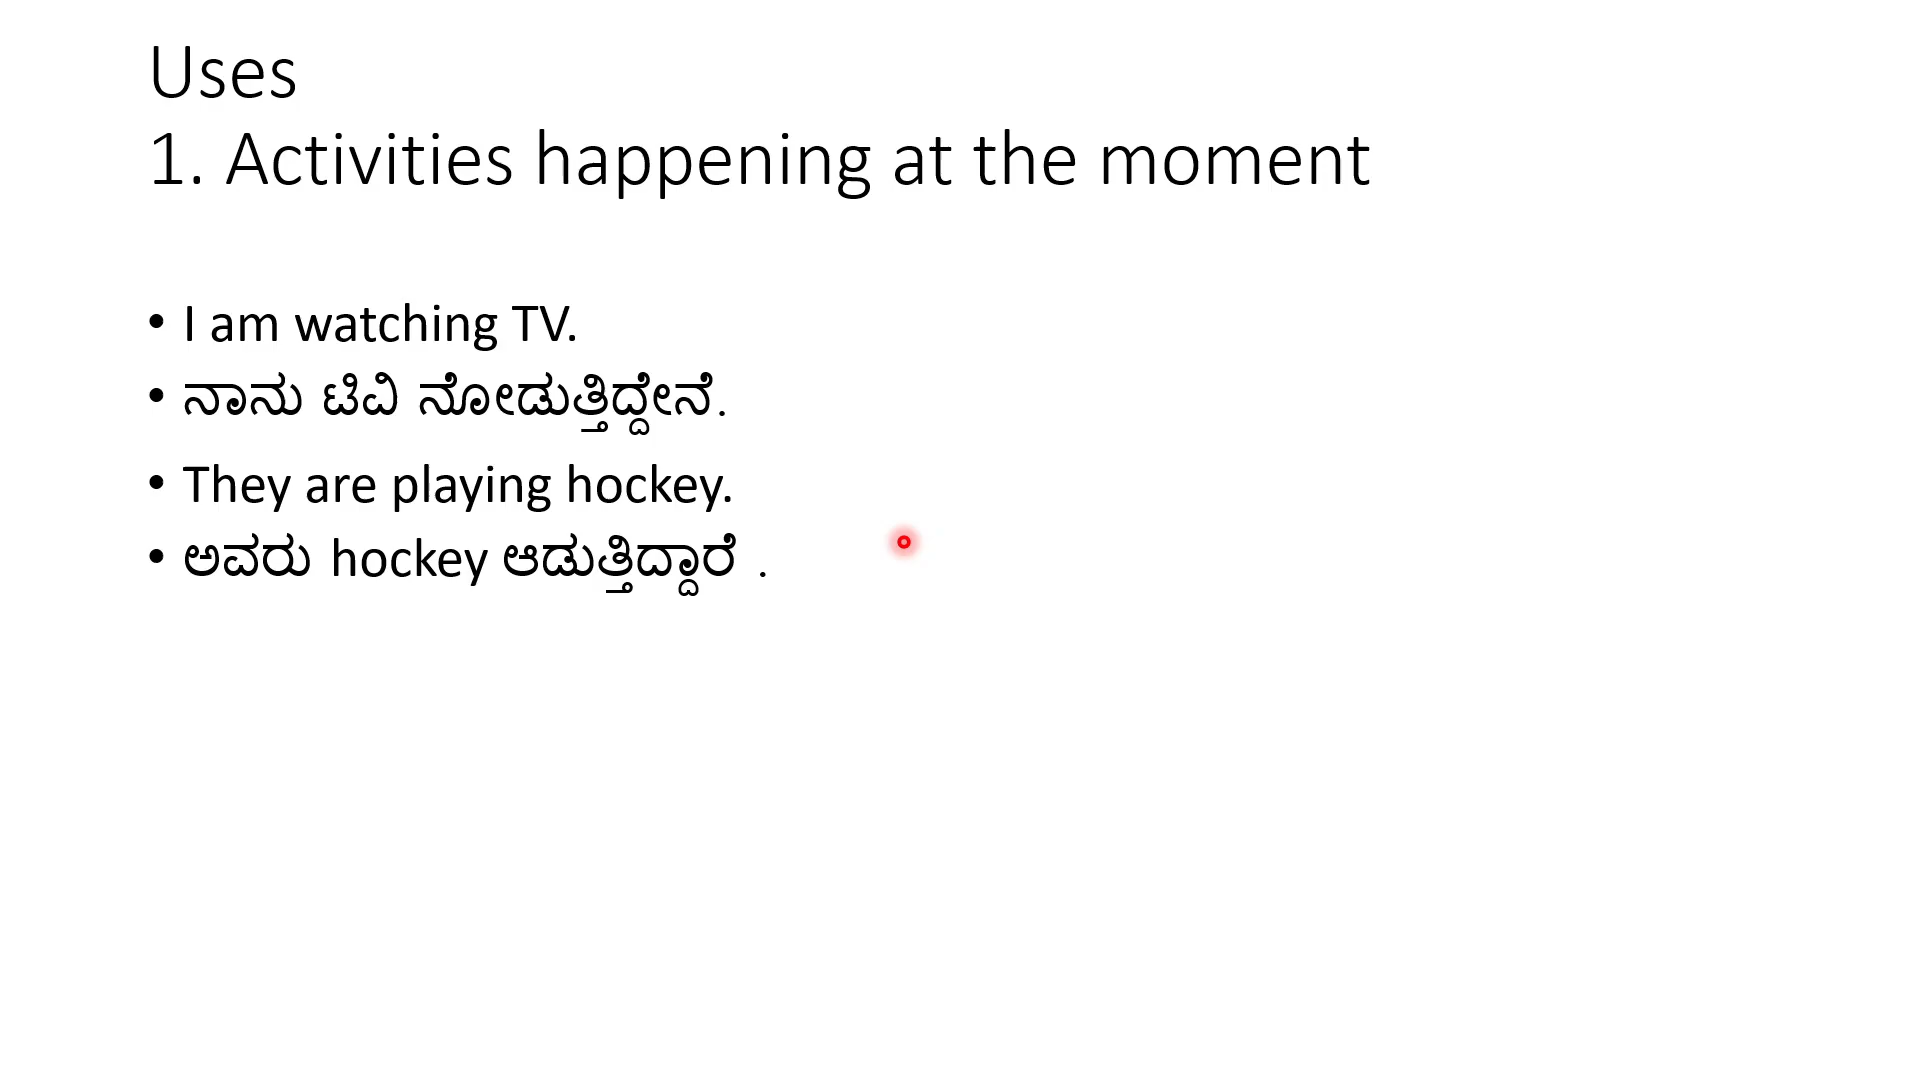 Uses
1. Activities happening at the moment
• I am watching TV.
• ನಾನು ಟಿವಿ ನೋಡುತ್ತಿದ್ದೇನೆ.
• They are playing hockey.
• ಅವರು hockey ಆಡುತ್ತಿದ್ದಾರೆ .